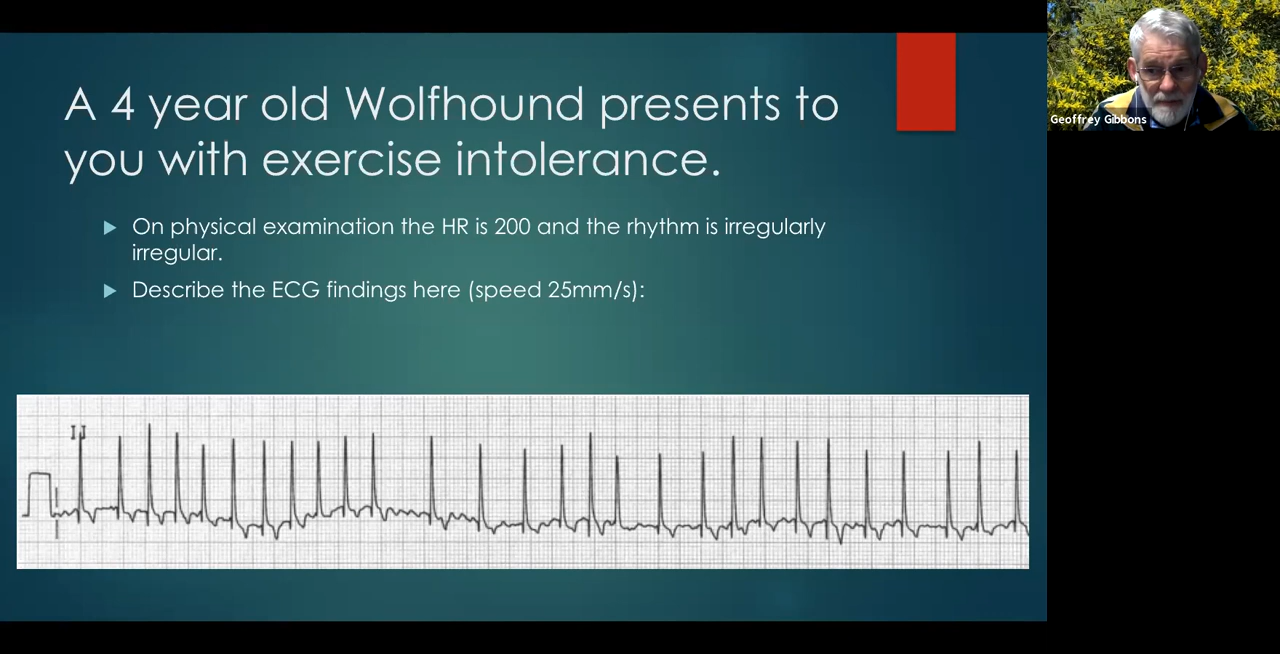 A 4 year old Wolfhound presents to
you with exercise intolerance.
On physical examination the HR is 200 and the rhythm is irregularly
irregular.
Describe the ECG findings here (speed 25mm/s):
II
Geoffrey Gibbons